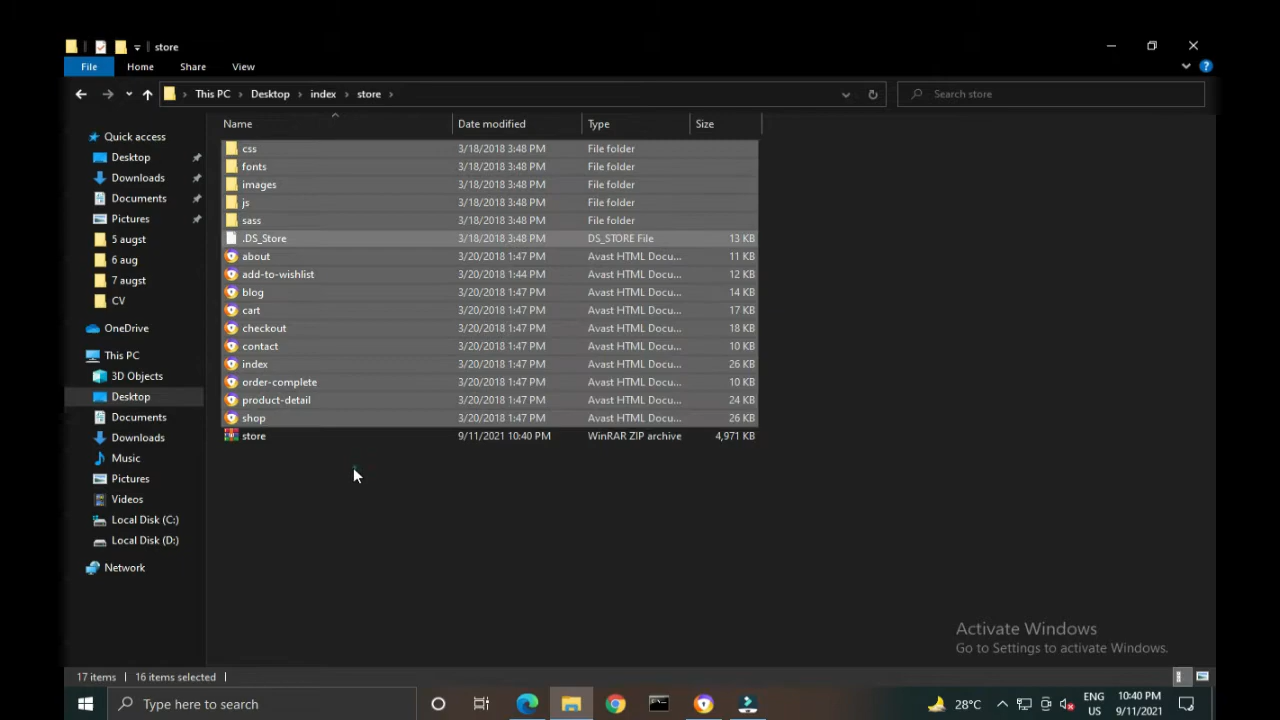 store
File Home Share View
This PC Desktop index store Search store
Name Date modified Type Size
Quick access
Desktop
Downloads
Documents
Pictures
5 augst
6 aug
7 augst
CV
OneDrive
This PC
3D Objects
Desktop
Documents
Downloads
Music
Pictures
Videos
Local Disk (C:)
Local Disk (D:)
Network
css 3/18/2018 3:48 PM File folder
fonts 3/18/2018 3:48 PM File folder
images 3/18/2018 3:48 PM File folder
js 3/18/2018 3:48 PM File folder
sass 3/18/2018 3:48 PM File folder
.DS_Store 3/18/2018 3:48 PM DS_STORE File 13 KB
about 3/20/2018 1:47 PM Avast HTML Docu... 11 KB
add-to-wishlist 3/20/2018 1:44 PM Avast HTML Docu... 12 KB
blog 3/20/2018 1:47 PM Avast HTML Docu... 14 KB
cart 3/20/2018 1:47 PM Avast HTML Docu... 17 KB
checkout 3/20/2018 1:47 PM Avast HTML Docu... 18 KB
contact 3/20/2018 1:47 PM Avast HTML Docu... 10 KB
index 3/20/2018 1:47 PM Avast HTML Docu... 26 KB
order-complete 3/20/2018 1:47 PM Avast HTML Docu... 10 KB
product-detail 3/20/2018 1:47 PM Avast HTML Docu... 24 KB
shop 3/20/2018 1:47 PM Avast HTML Docu... 26 KB
store 9/11/2021 10:40 PM WinRAR ZIP archive 4,971 KB
Activate Windows
Go to Settings to activate Windows.
17 items 16 items selected
Type here to search
28°C
ENG
US
10:40 PM
9/11/2021